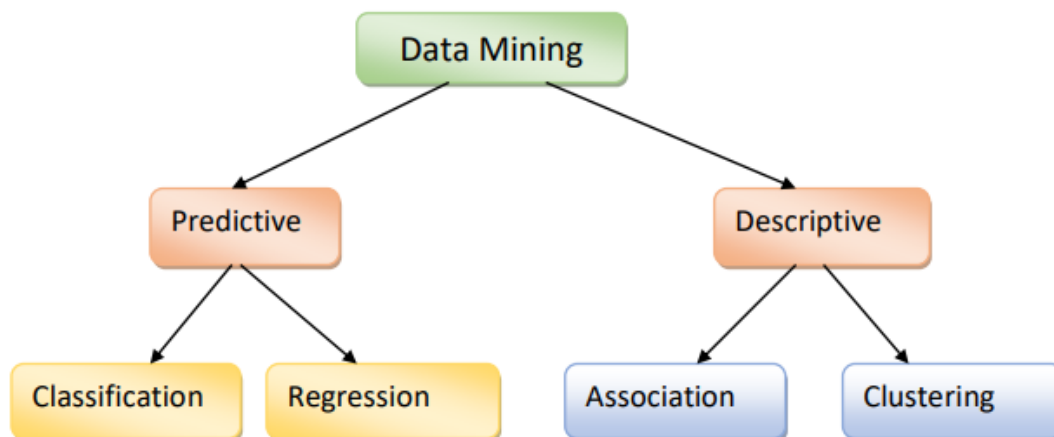 Data Mining
Predictive
Descriptive
Classification
Regression
Association
Clustering